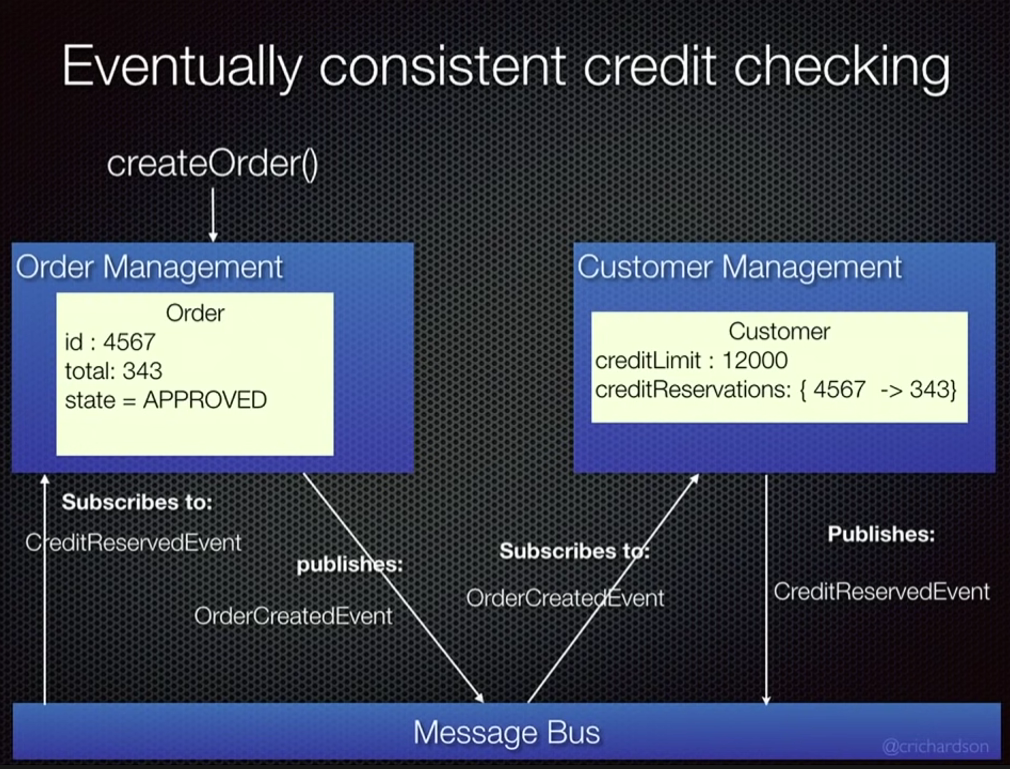 Eventually consistent credit checking
createOrder()
Order Management
Order
id : 4567
total: 343
state = APPROVED
Customer Management
Customer
creditLimit : 12000
creditReservations: { 4567 -> 343}
Subscribes to:
CreditReservedEvent
publishes:
OrderCreatedEvent
Subscribes to:
OrderCreatedEvent
Publishes:
CreditReservedEvent
Message Bus
@crichardson